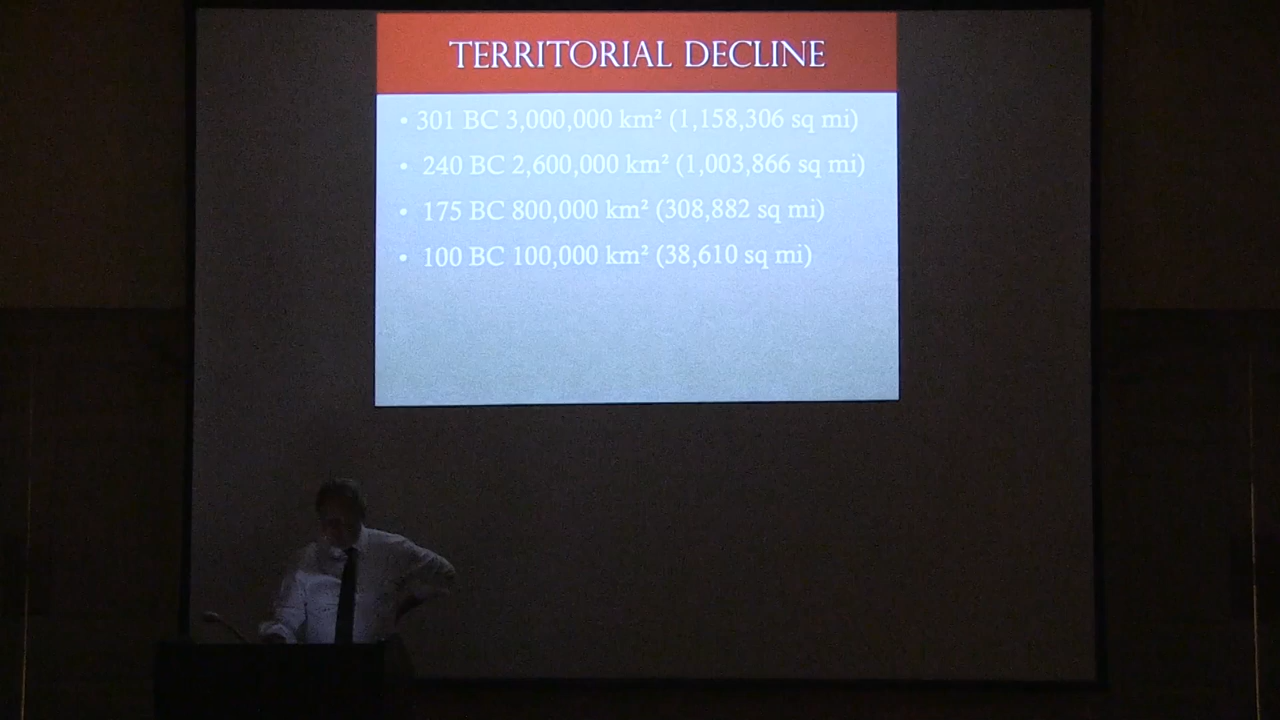 TERRITORIAL DECLINE
• 301 BC 3,000,000 km² (1,158,306 sq mi)
• 240 BC 2,600,000 km² (1,003,866 sq mi)
• 175 BC 800,000 km² (308,882 sq mi)
• 100 BC 100,000 km² (38,610 sq mi)